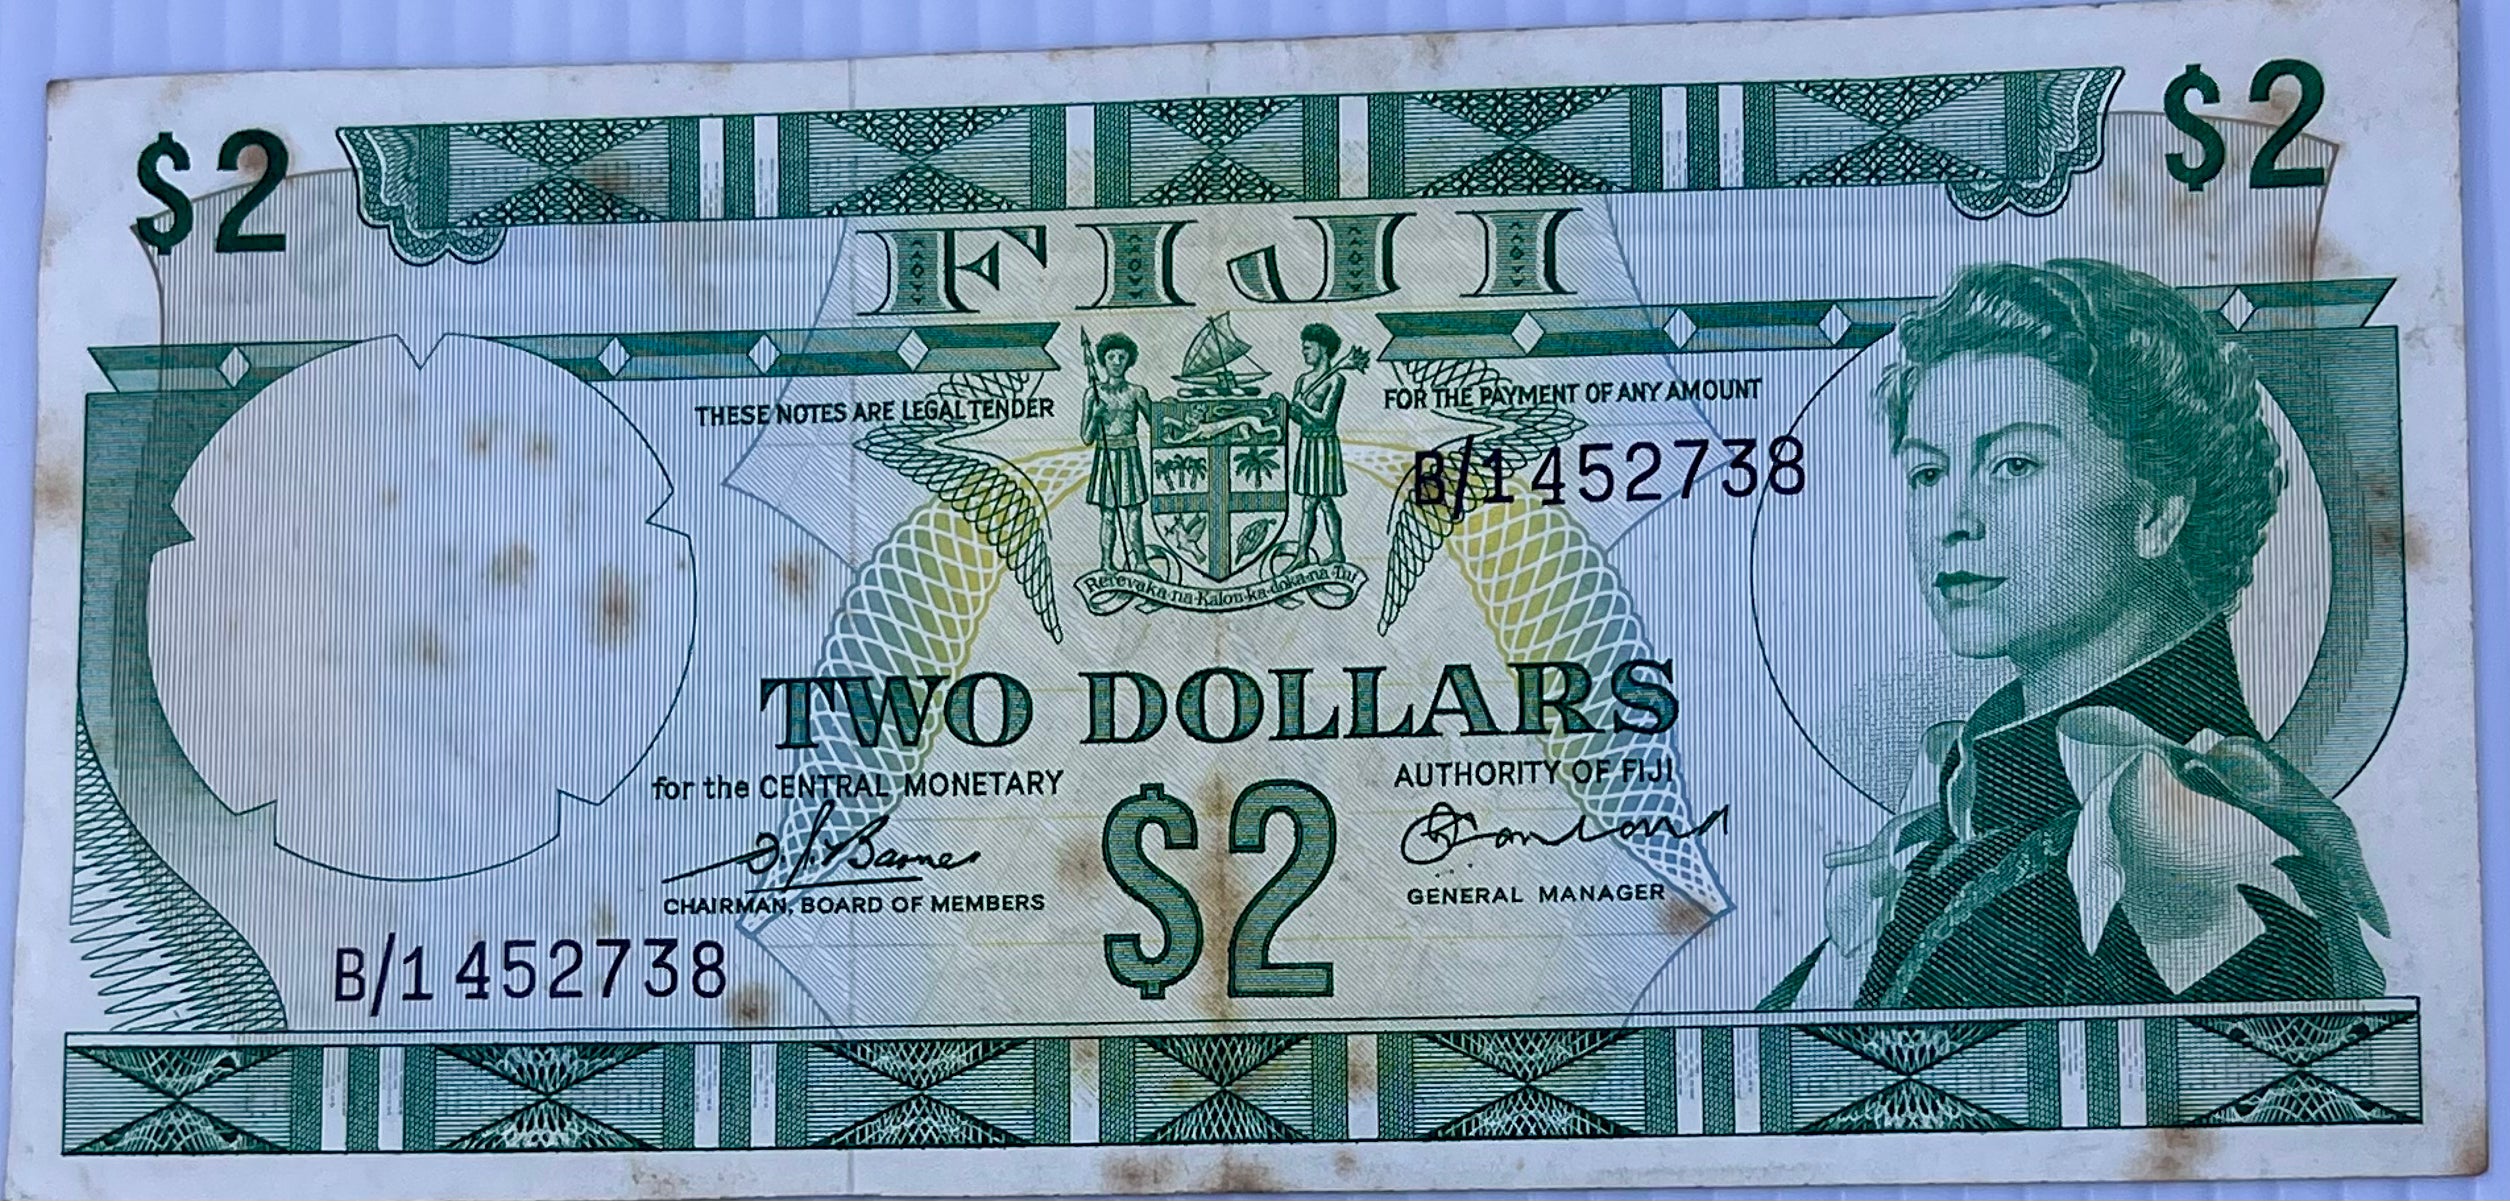 $2
$2
FIJI
THESE NOTES ARE LEGAL TENDER
FOR THE PAYMENT OF ANY AMOUNT
B/1 452738
Rerevaka-na-Kalou-ka-doka-na-Tui
TWO DOLLARS
for the CENTRAL MONETARY
AUTHORITY OF FIJI
D. J. Barnes
CHAIRMAN, BOARD OF MEMBERS
$2
GENERAL MANAGER
B/1 452738